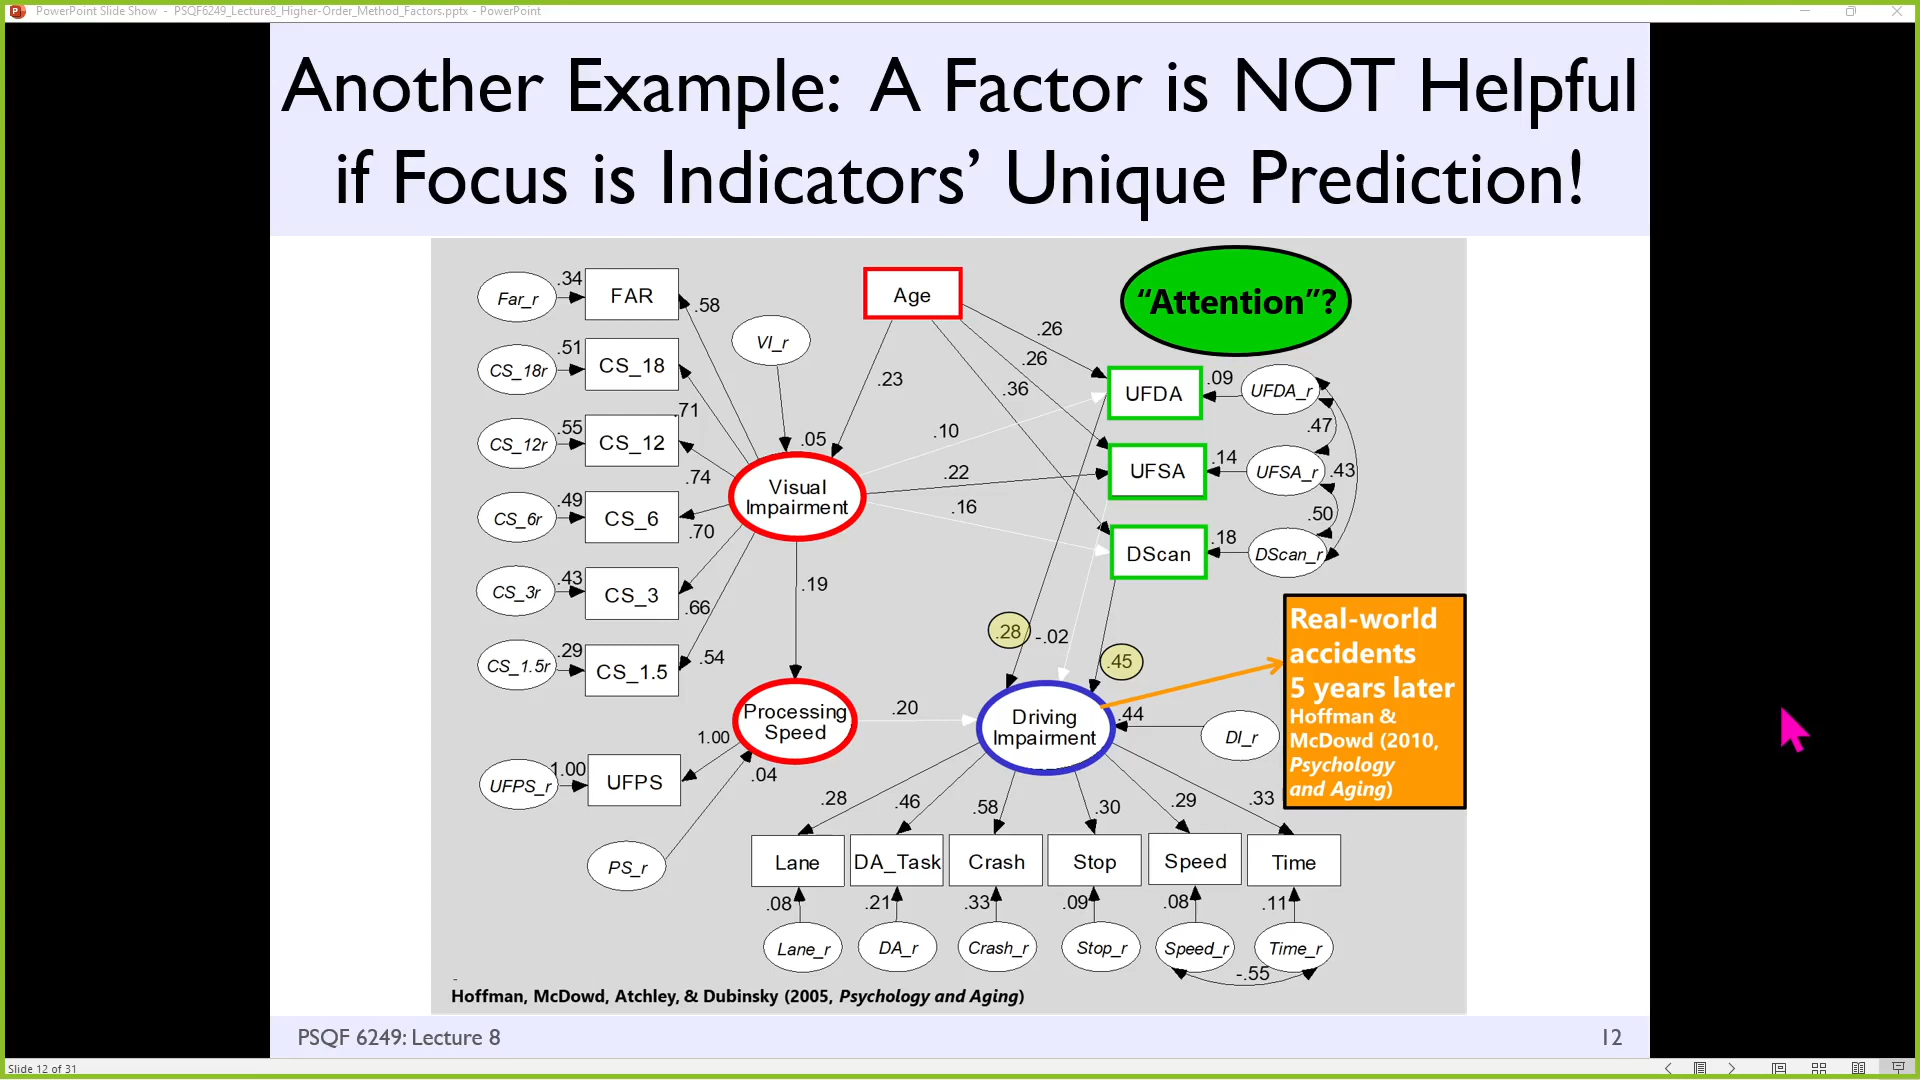 PowerPoint Slide Show - PSQF6249_Lecture8_Higher-Order_Method_Factors.pptx - PowerPoint
Another Example: A Factor is NOT Helpful
if Focus is Indicators' Unique Prediction!
Far_r
.34
FAR
.58
CS_18r
.51
CS_18
.71
CS_12r
.55
CS_12
.74
CS_6r
.49
CS_6
.70
CS_3r
.43
CS_3
.66
CS_1.5r
.29
CS_1.5
.54
VI_r
.05
Age
.23
.26
.26
.36
"Attention"?
Visual
Impairment
.10
.22
.16
UFDA
.09
UFDA_r
.47
UFSA
.14
UFSA_r
.43
.50
DScan
.18
DScan_r
.19
.28
-.02
.45
Processing
Speed
.20
1.00
.04
UFPS_r
1.00
UFPS
PS_r
Driving
Impairment
.44
DI_r
Real-world
accidents
5 years later
Hoffman &
McDowd (2010,
Psychology
and Aging)
.28
.46
.58
.30
.29
.33
Lane
DA_Task
Crash
Stop
Speed
Time
.08
.21
.33
.09
.08
.11
Lane_r
DA_r
Crash_r
Stop_r
Speed_r
Time_r
-.55
-
Hoffman, McDowd, Atchley, & Dubinsky (2005, Psychology and Aging)
PSQF 6249: Lecture 8
12
Slide 12 of 31